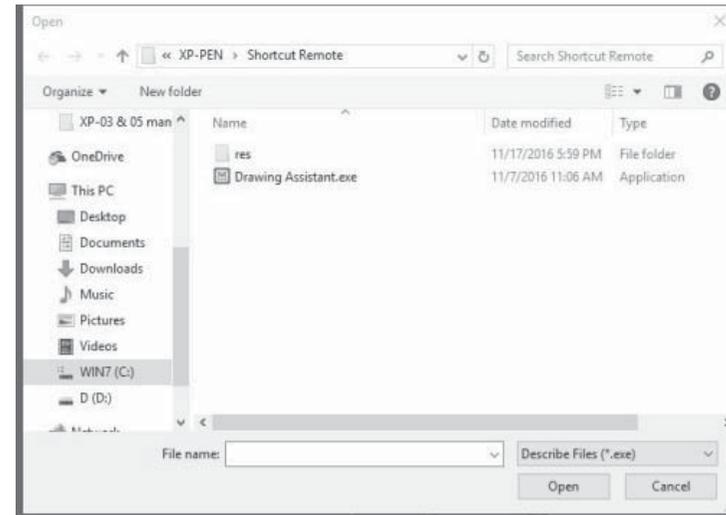 Open
« XP-PEN › Shortcut Remote
Search Shortcut Remote
Organize
New folder
XP-03 & 05 man
OneDrive
This PC
Desktop
Documents
Downloads
Music
Pictures
Videos
WIN7 (C:)
D (D:)
Name
Date modified
Type
res
11/17/2016 5:59 PM
File folder
Drawing Assistant.exe
11/7/2016 11:06 AM
Application
File name:
Describe Files (*.exe)
Open
Cancel